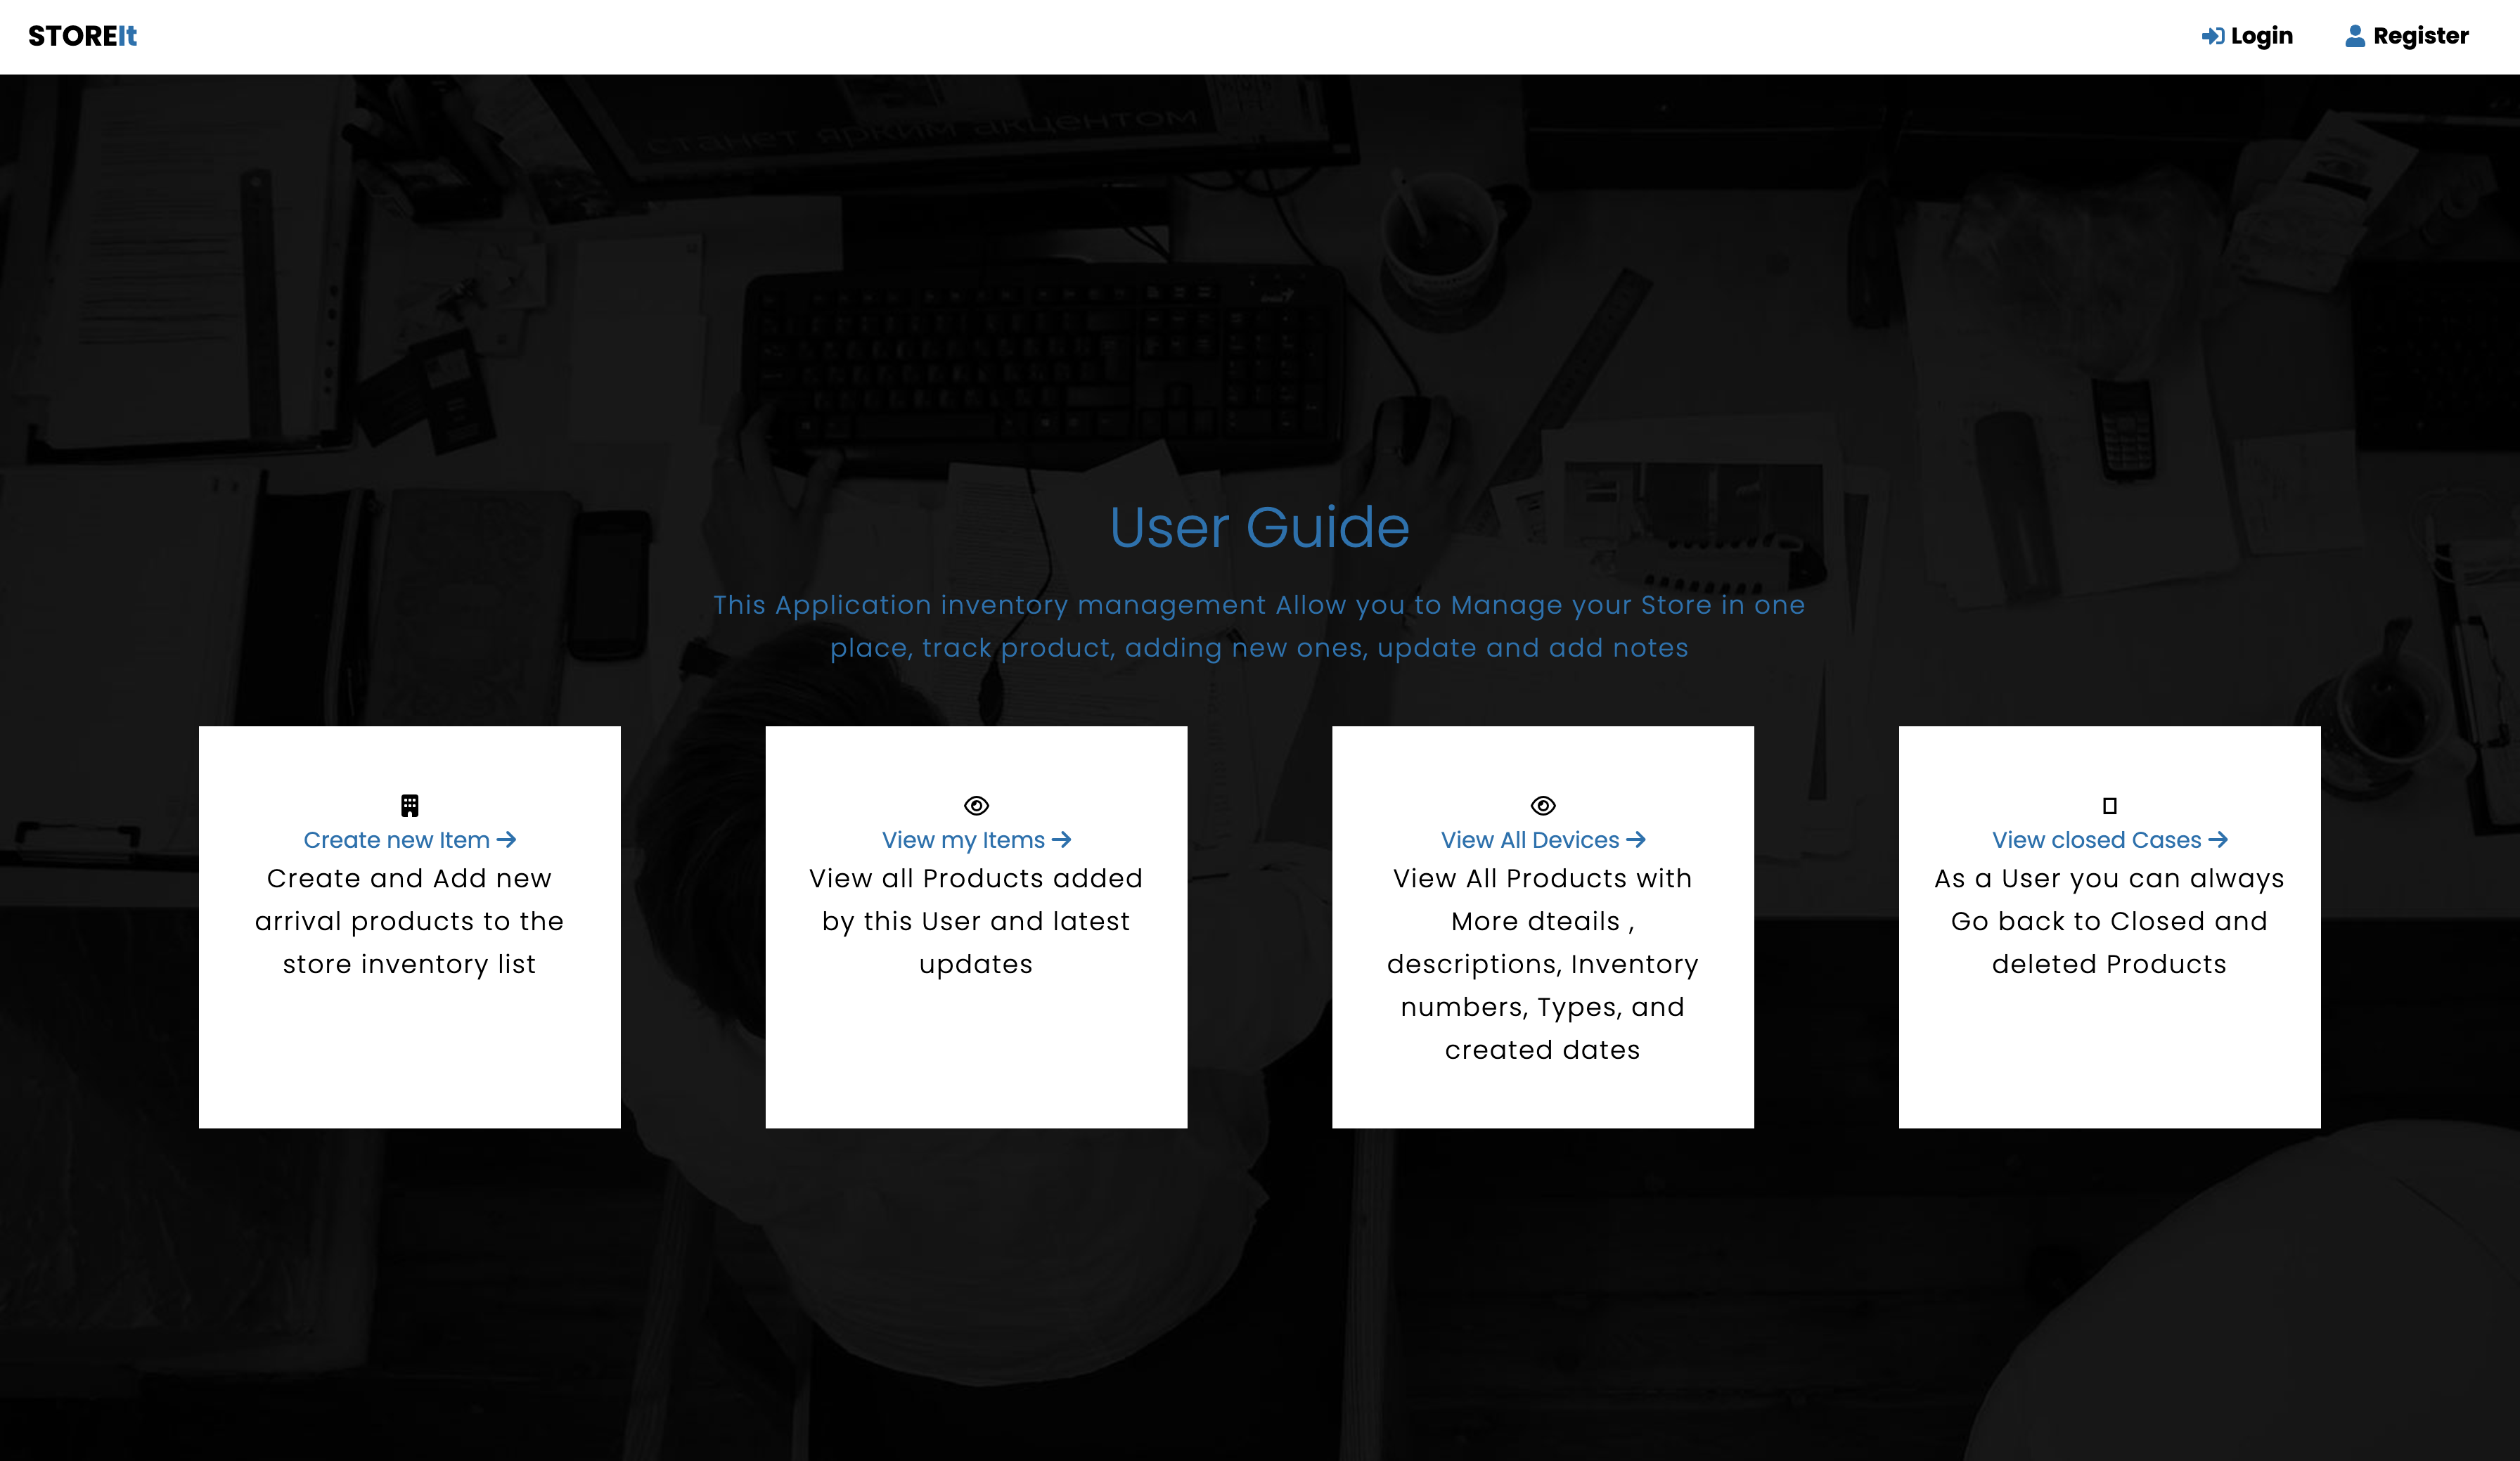 STOREIt
Login
Register
станет ярким акцентом
User Guide
This Application inventory management Allow you to Manage your Store in one
place, track product, adding new ones, update and add notes
Create new Item
Create and Add new
arrival products to the
store inventory list
View my Items
View all Products added
by this User and latest
updates
View All Devices
View All Products with
More dteails ,
descriptions, Inventory
numbers, Types, and
created dates
View closed Cases
As a User you can always
Go back to Closed and
deleted Products